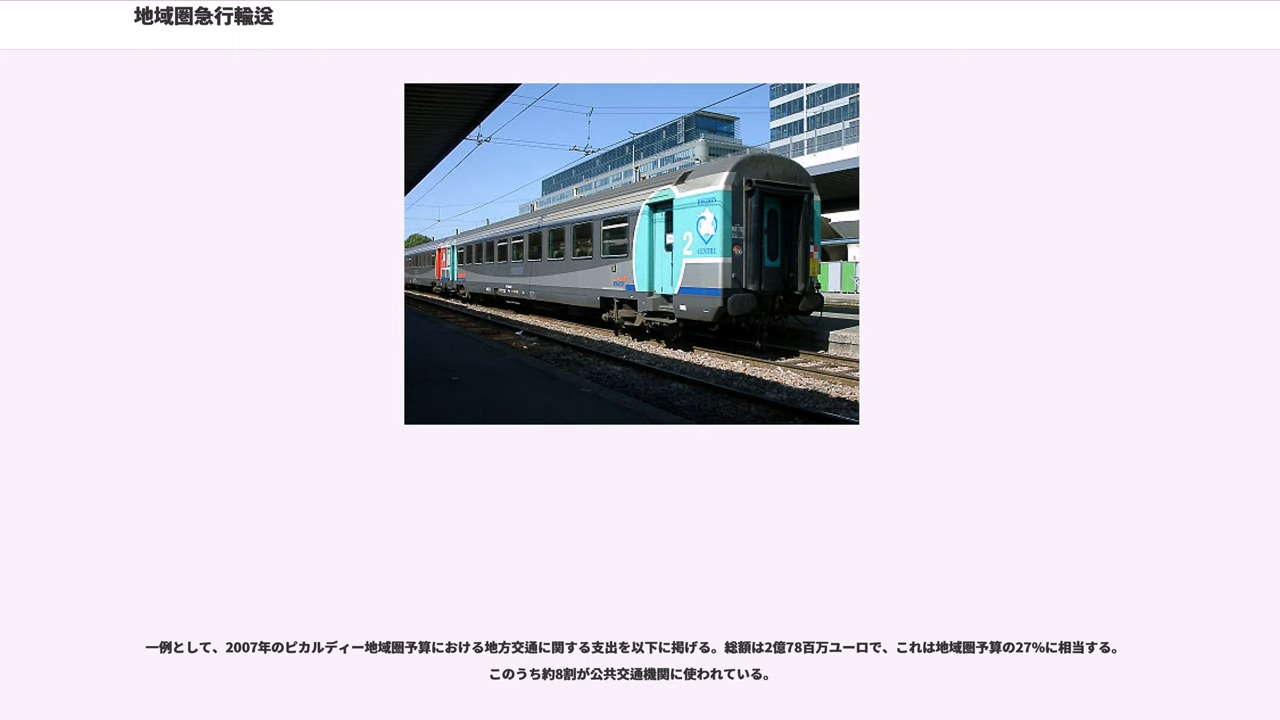 地域圏急行輸送
2
一例として、2007年のピカルディー地域圏予算における地方交通に関する支出を以下に掲げる。総額は2億78百万ユーロで、これは地域圏予算の27%に相当する。
このうち約8割が公共交通機関に使われている。